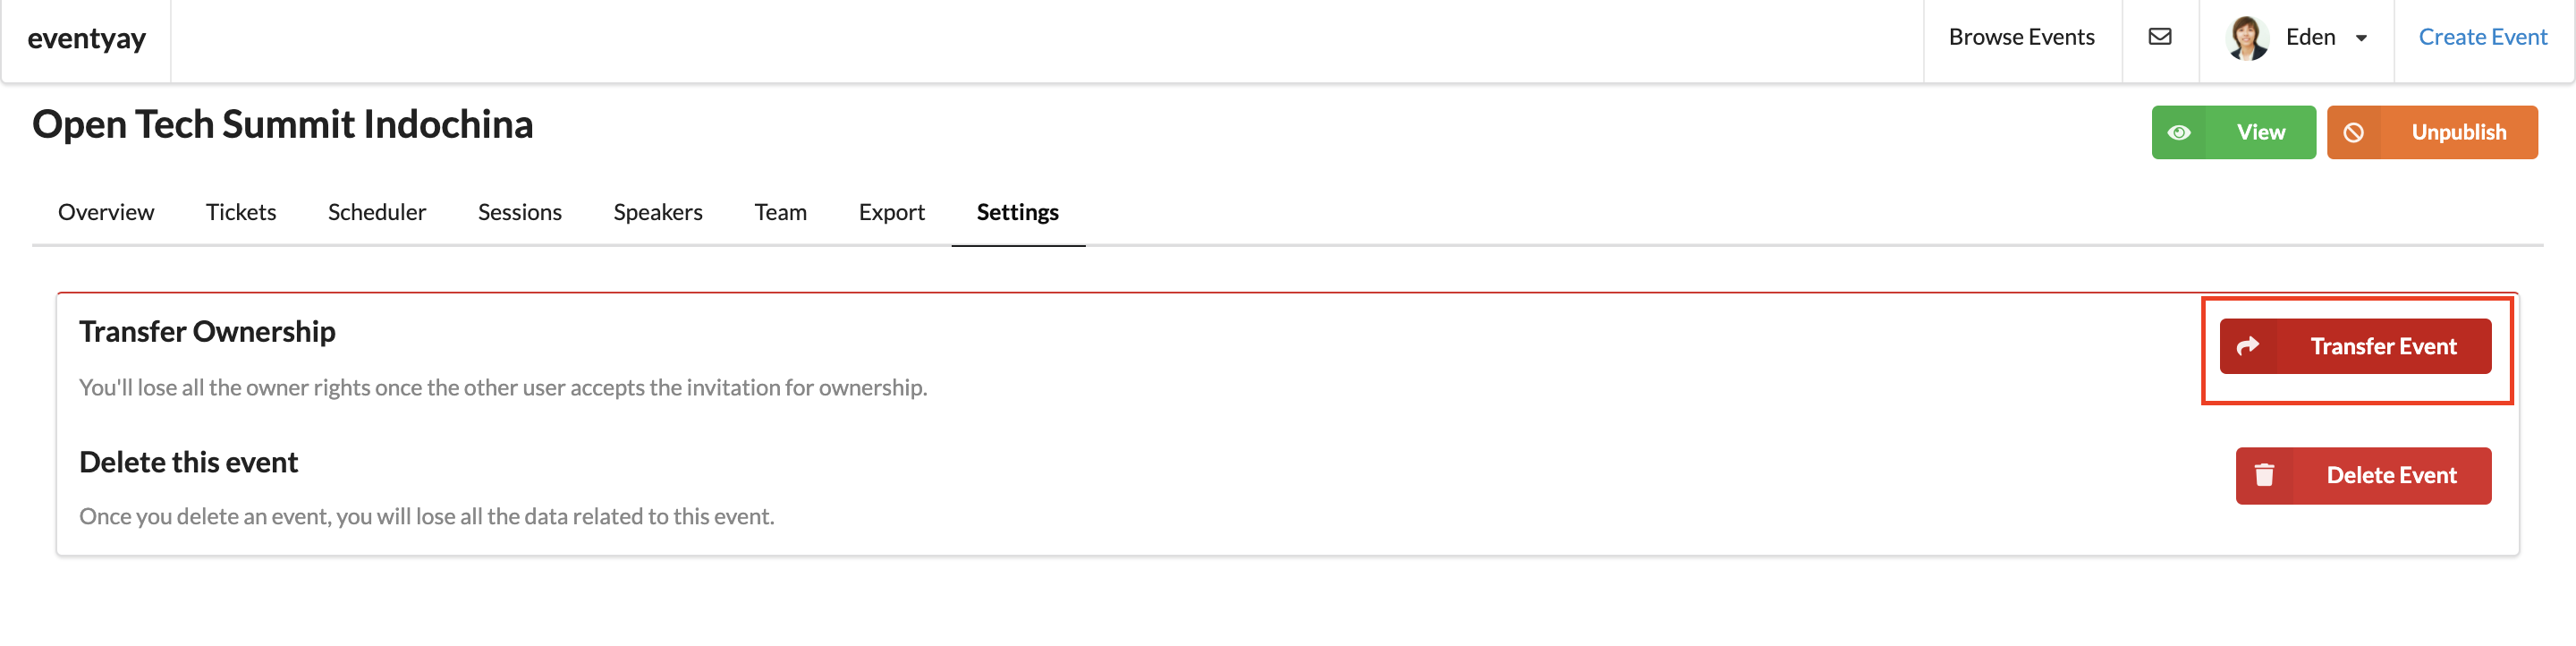 eventyay
Browse Events
Eden
Create Event
Open Tech Summit Indochina
View
Unpublish
Overview Tickets Scheduler Sessions Speakers Team Export Settings
Transfer Ownership
Transfer Event
You'll lose all the owner rights once the other user accepts the invitation for ownership.
Delete this event
Delete Event
Once you delete an event, you will lose all the data related to this event.